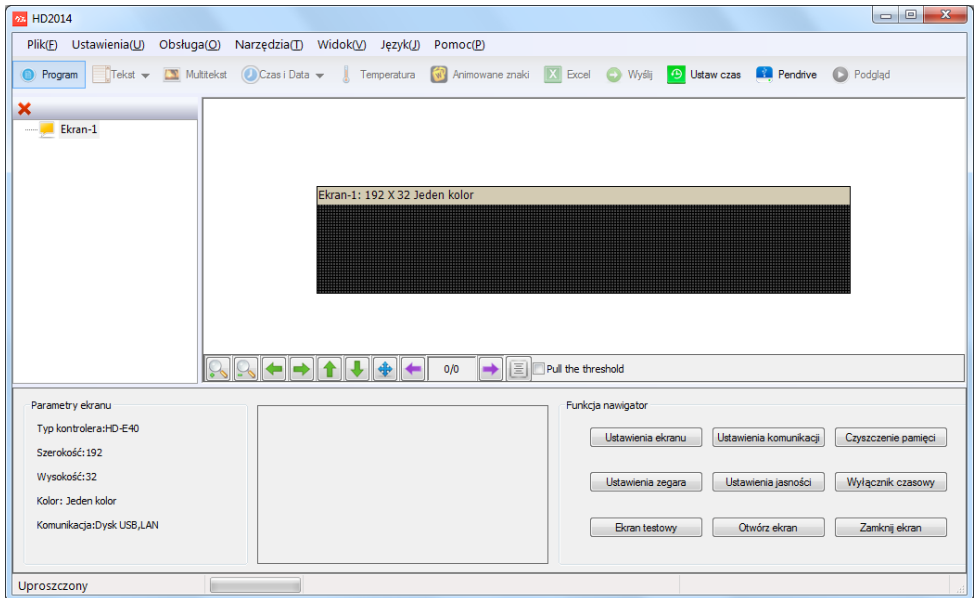 HD2014
Plik(F) Ustawienia(U) Obsługa(O) Narzędzia(T) Widok(V) Język(J) Pomoc(P)
Program Tekst Multitekst Czas i Data Temperatura Animowane znaki Excel Wyślij Ustaw czas Pendrive Podgląd
Ekran-1
Ekran-1: 192 X 32 Jeden kolor
0/0 Pull the threshold
Parametry ekranu
Typ kontrolera:HD-E40
Szerokość:192
Wysokość:32
Kolor: Jeden kolor
Komunikacja:Dysk USB,LAN
Funkcja nawigator
Ustawienia ekranu Ustawienia komunikacji Czyszczenie pamięci
Ustawienia zegara Ustawienia jasności Wyłącznik czasowy
Ekran testowy Otwórz ekran Zamknij ekran
Uproszczony